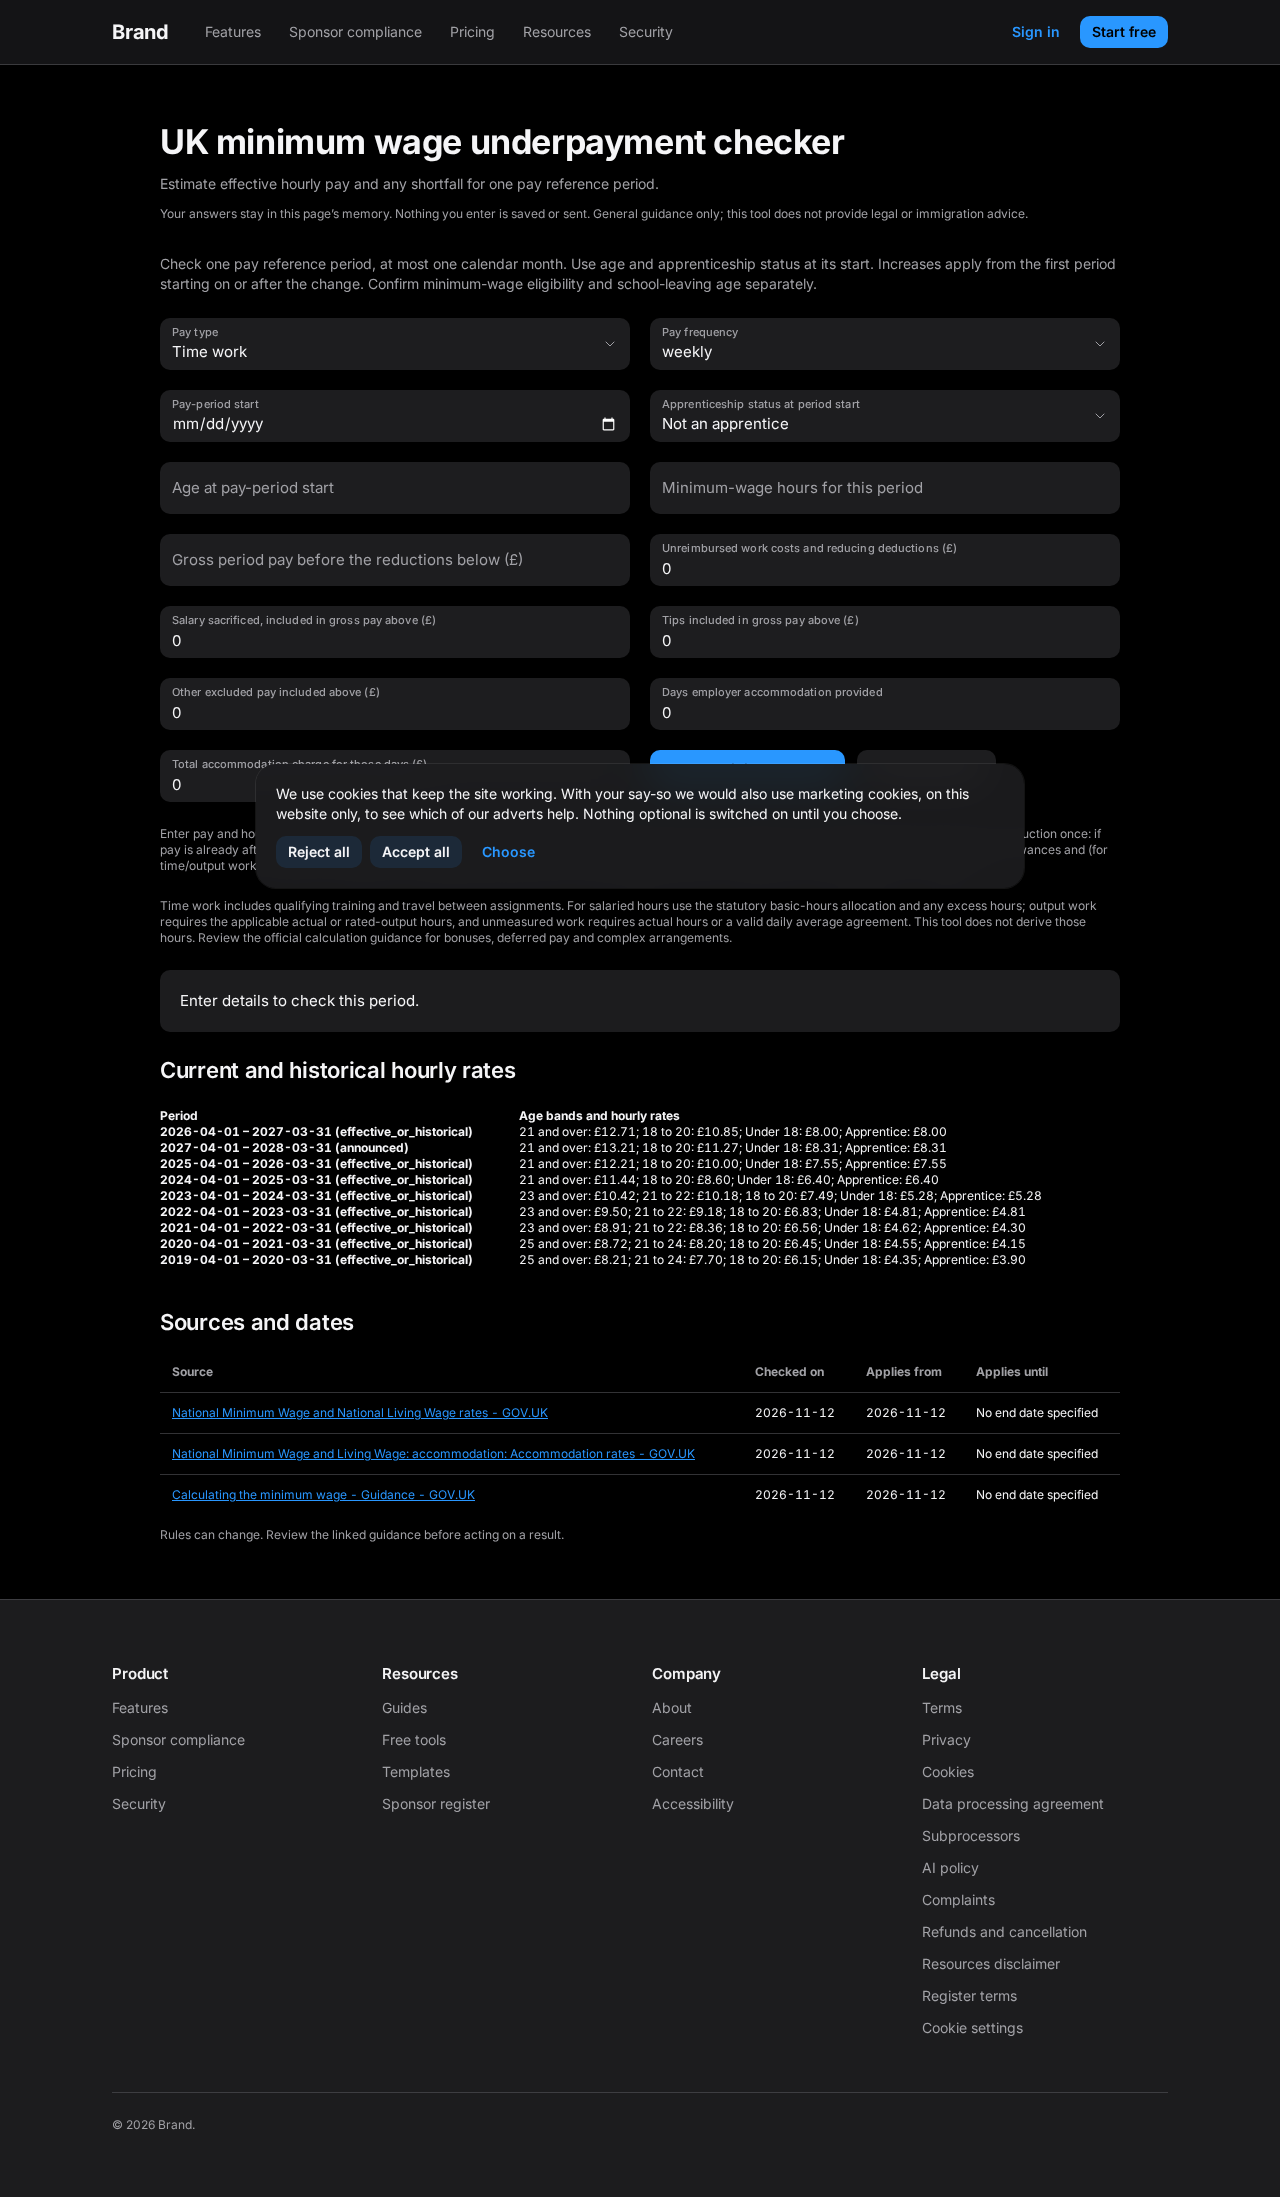 Brand
Features
Sponsor compliance
Pricing
Resources
Security
Sign in
Start free
UK minimum wage underpayment checker
Estimate effective hourly pay and any shortfall for one pay reference period.
Your answers stay in this page’s memory. Nothing you enter is saved or sent. General guidance only; this tool does not provide legal or immigration advice.
Check one pay reference period, at most one calendar month. Use age and apprenticeship status at its start. Increases apply from the first period
starting on or after the change. Confirm minimum-wage eligibility and school-leaving age separately.
Pay type
Time work
Pay frequency
weekly
Pay-period start
mm/dd/yyyy
Apprenticeship status at period start
Not an apprentice
Age at pay-period start
Minimum-wage hours for this period
Gross period pay before the reductions below (£)
Unreimbursed work costs and reducing deductions (£)
0
Salary sacrificed, included in gross pay above (£)
0
Tips included in gross pay above (£)
0
Other excluded pay included above (£)
0
Days employer accommodation provided
0
Total accommodation charge for those days (£)
0
We use cookies that keep the site working. With your say-so we would also use marketing cookies, on this
website only, to see which of our adverts help. Nothing optional is switched on until you choose.
Reject all
Accept all
Choose
Enter pay and
once: if
pay is already
and (for
time/output work
Time work includes qualifying training and travel between assignments. For salaried hours use the statutory basic-hours allocation and any excess hours; output work
requires the applicable actual or rated-output hours, and unmeasured work requires actual hours or a valid daily average agreement. This tool does not derive those
hours. Review the official calculation guidance for bonuses, deferred pay and complex arrangements.
Enter details to check this period.
Current and historical hourly rates
Period Age bands and hourly rates
2026-04-01 – 2027-03-31 (effective_or_historical) 21 and over: £12.71; 18 to 20: £10.85; Under 18: £8.00; Apprentice: £8.00
2027-04-01 – 2028-03-31 (announced) 21 and over: £13.21; 18 to 20: £11.27; Under 18: £8.31; Apprentice: £8.31
2025-04-01 – 2026-03-31 (effective_or_historical) 21 and over: £12.21; 18 to 20: £10.00; Under 18: £7.55; Apprentice: £7.55
2024-04-01 – 2025-03-31 (effective_or_historical) 21 and over: £11.44; 18 to 20: £8.60; Under 18: £6.40; Apprentice: £6.40
2023-04-01 – 2024-03-31 (effective_or_historical) 23 and over: £10.42; 21 to 22: £10.18; 18 to 20: £7.49; Under 18: £5.28; Apprentice: £5.28
2022-04-01 – 2023-03-31 (effective_or_historical) 23 and over: £9.50; 21 to 22: £9.18; 18 to 20: £6.83; Under 18: £4.81; Apprentice: £4.81
2021-04-01 – 2022-03-31 (effective_or_historical) 23 and over: £8.91; 21 to 22: £8.36; 18 to 20: £6.56; Under 18: £4.62; Apprentice: £4.30
2020-04-01 – 2021-03-31 (effective_or_historical) 25 and over: £8.72; 21 to 24: £8.20; 18 to 20: £6.45; Under 18: £4.55; Apprentice: £4.15
2019-04-01 – 2020-03-31 (effective_or_historical) 25 and over: £8.21; 21 to 24: £7.70; 18 to 20: £6.15; Under 18: £4.35; Apprentice: £3.90
Sources and dates
Source Checked on Applies from Applies until
National Minimum Wage and National Living Wage rates - GOV.UK 2026-11-12 2026-11-12 No end date specified
National Minimum Wage and Living Wage: accommodation: Accommodation rates - GOV.UK 2026-11-12 2026-11-12 No end date specified
Calculating the minimum wage - Guidance - GOV.UK 2026-11-12 2026-11-12 No end date specified
Rules can change. Review the linked guidance before acting on a result.
Product
Features
Sponsor compliance
Pricing
Security
Resources
Guides
Free tools
Templates
Sponsor register
Company
About
Careers
Contact
Accessibility
Legal
Terms
Privacy
Cookies
Data processing agreement
Subprocessors
AI policy
Complaints
Refunds and cancellation
Resources disclaimer
Register terms
Cookie settings
© 2026 Brand.